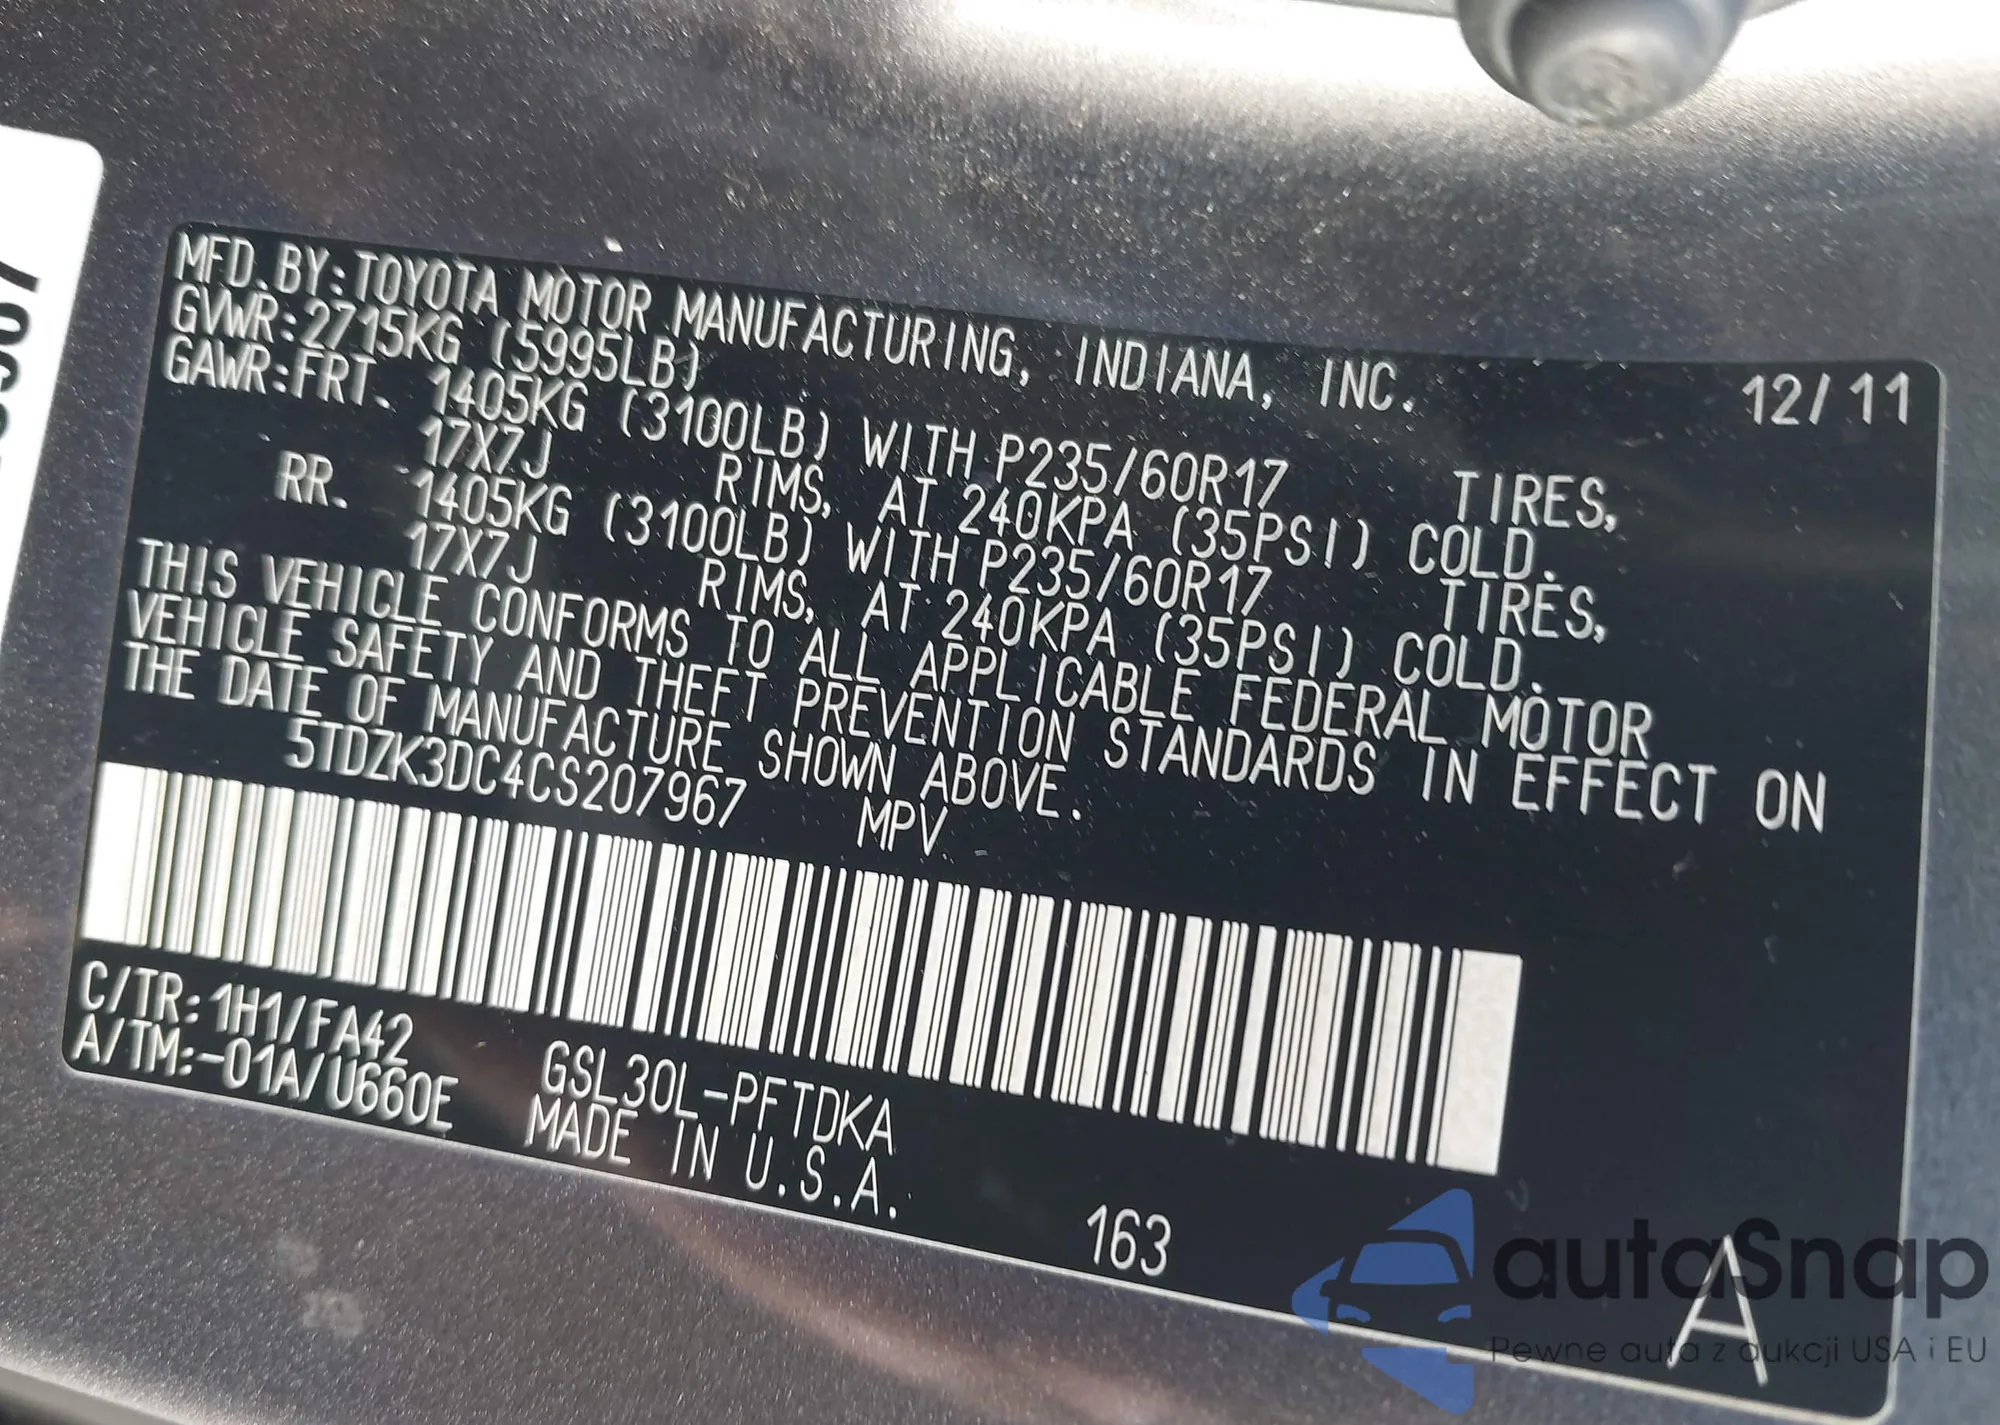 MFD.BY:TOYOTA MOTOR MANUFACTURING, INDIANA, INC. 12/11
GVWR:2715KG (5995LB)
GAWR:FRT. 1405KG (3100LB) WITH P235/60R17 TIRES,
17X7J RIMS, AT 240KPA (35PSI) COLD.
RR. 1405KG (3100LB) WITH P235/60R17 TIRES,
17X7J RIMS, AT 240KPA (35PSI) COLD.
THIS VEHICLE CONFORMS TO ALL APPLICABLE FEDERAL MOTOR
VEHICLE SAFETY AND THEFT PREVENTION STANDARDS IN EFFECT ON
THE DATE OF MANUFACTURE SHOWN ABOVE.
5TDZK3DC4CS207967 MPV
C/TR:1H1/FA42 GSL30L-PFTDKA
A/TM:-01A/U660E MADE IN U.S.A.
163
A
autaSnap
Pewne auta z aukcji USA i EU